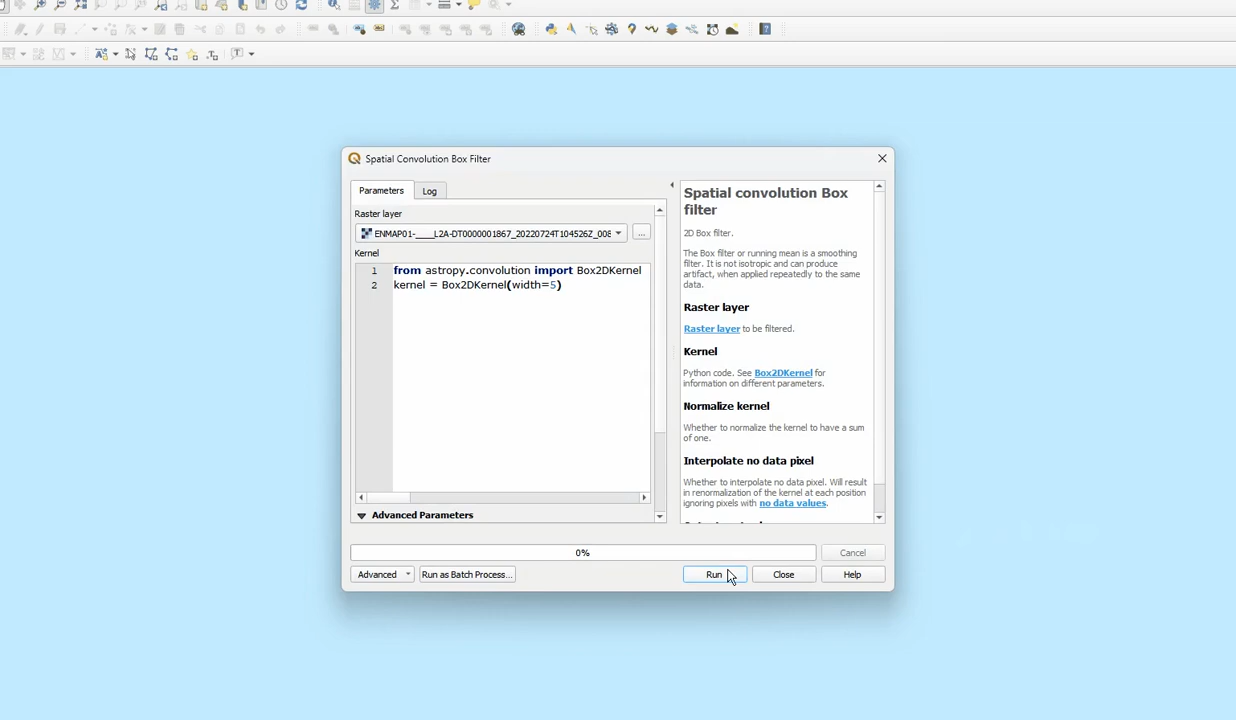 Spatial Convolution Box Filter
Parameters
Log
Raster layer
ENMAP01-____L2A-DT0000001867_20220724T104526Z_008
...
Kernel
1 from astropy.convolution import Box2DKernel
2 kernel = Box2DKernel(width=5)
Advanced Parameters
Spatial convolution Box
filter
2D Box filter.
The Box filter or running mean is a smoothing
filter. It is not isotropic and can produce
artifact, when applied repeatedly to the same
data.
Raster layer
Raster layer to be filtered.
Kernel
Python code. See Box2DKernel for
information on different parameters.
Normalize kernel
Whether to normalize the kernel to have a sum
of one.
Interpolate no data pixel
Whether to interpolate no data pixel. Will result
in renormalization of the kernel at each position
ignoring pixels with no data values.
0%
Cancel
Advanced
Run as Batch Process...
Run
Close
Help